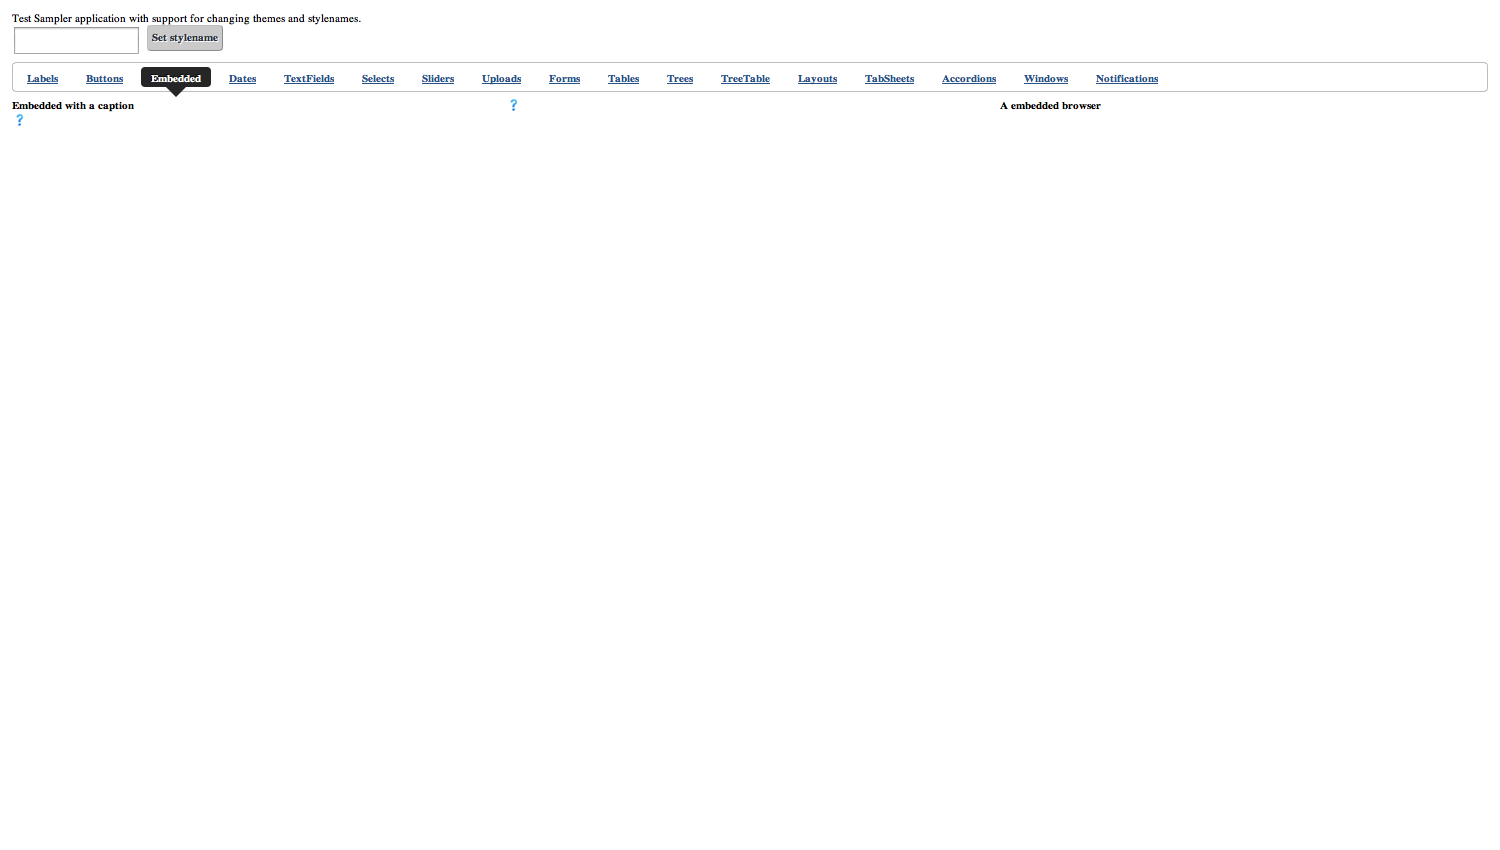 Test Sampler application with support for changing themes and stylenames.
Set stylename
Labels Buttons Embedded Dates TextFields Selects Sliders Uploads Forms Tables Trees TreeTable Layouts TabSheets Accordions Windows Notifications
Embedded with a caption ? A embedded browser
?